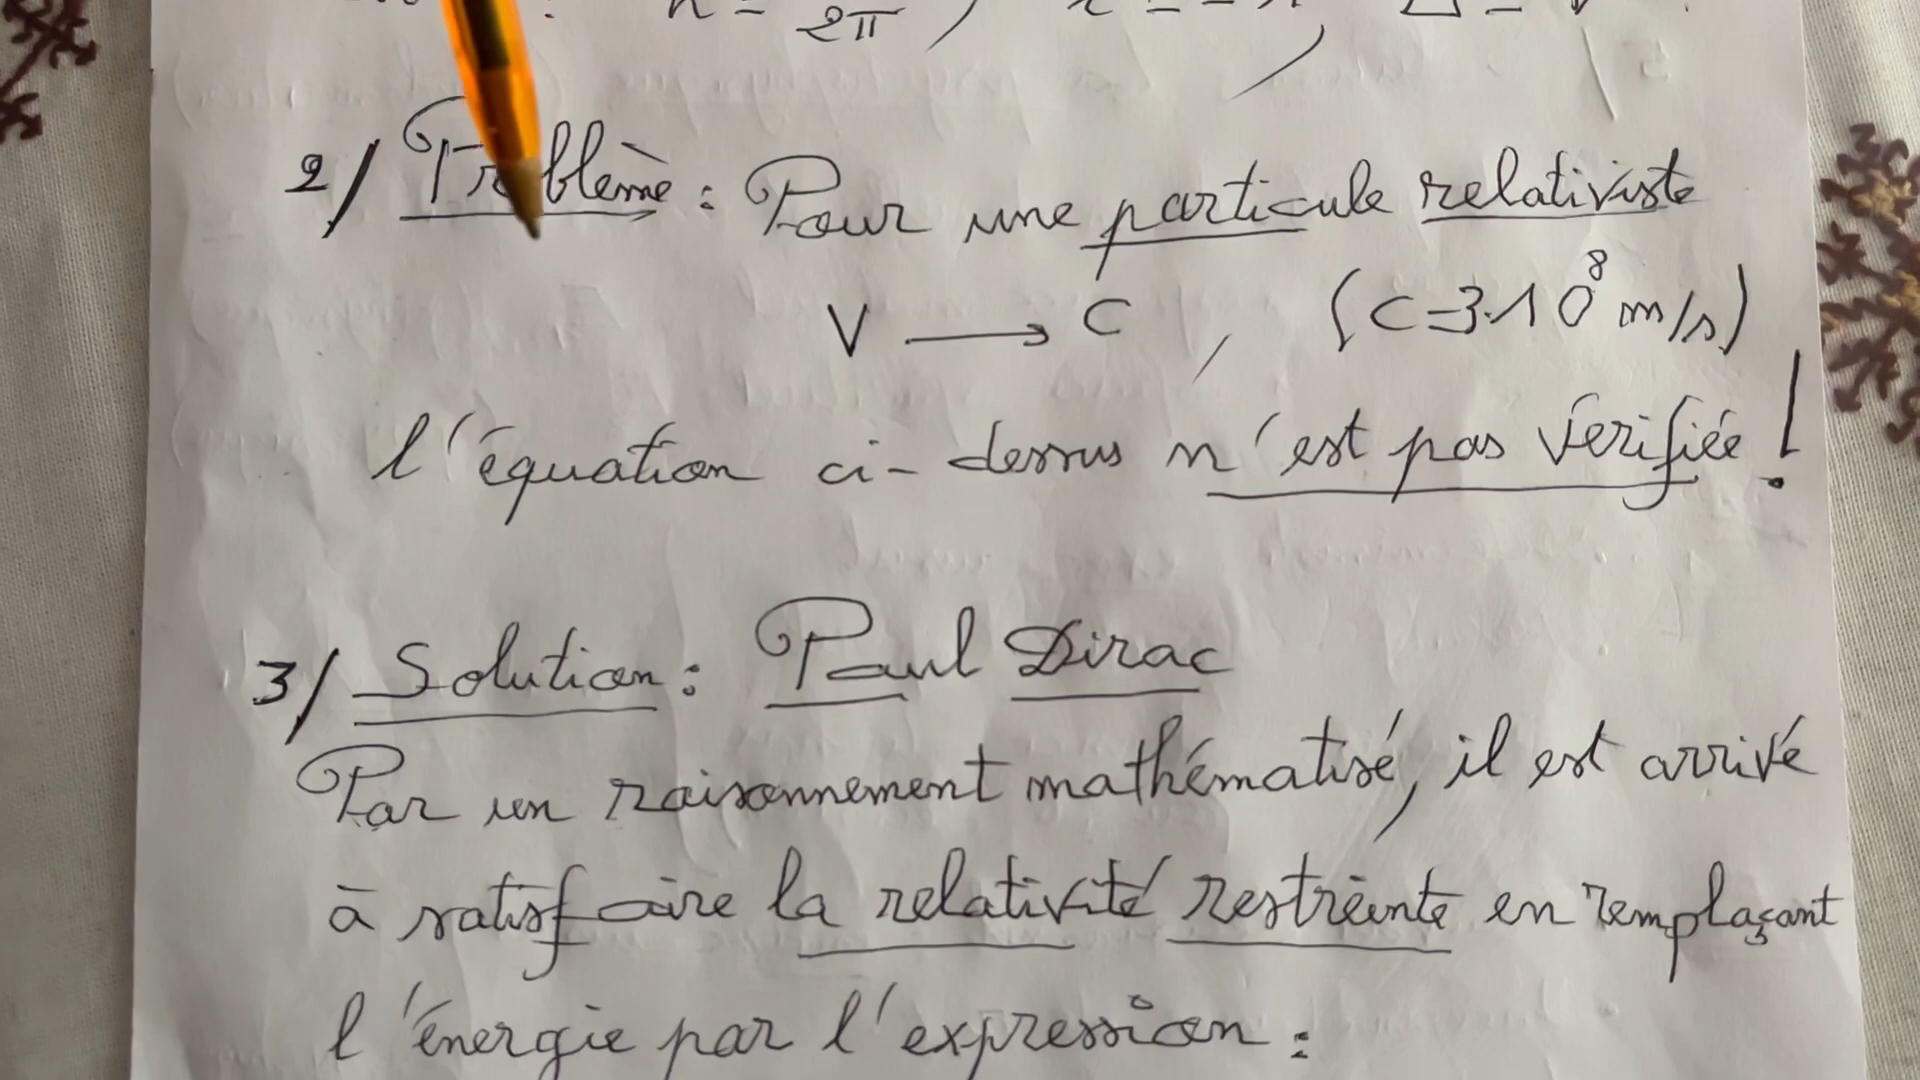 2π
2/ Problème : Pour une particule relativiste
V → C , (C=3.10⁸ m/s)
l'équation ci-dessus n'est pas vérifiée !
3/ Solution : Paul Dirac
Par un raisonnement mathématisé, il est arrivé
à satisfaire la relativité restreinte en remplaçant
l'énergie par l'expression :